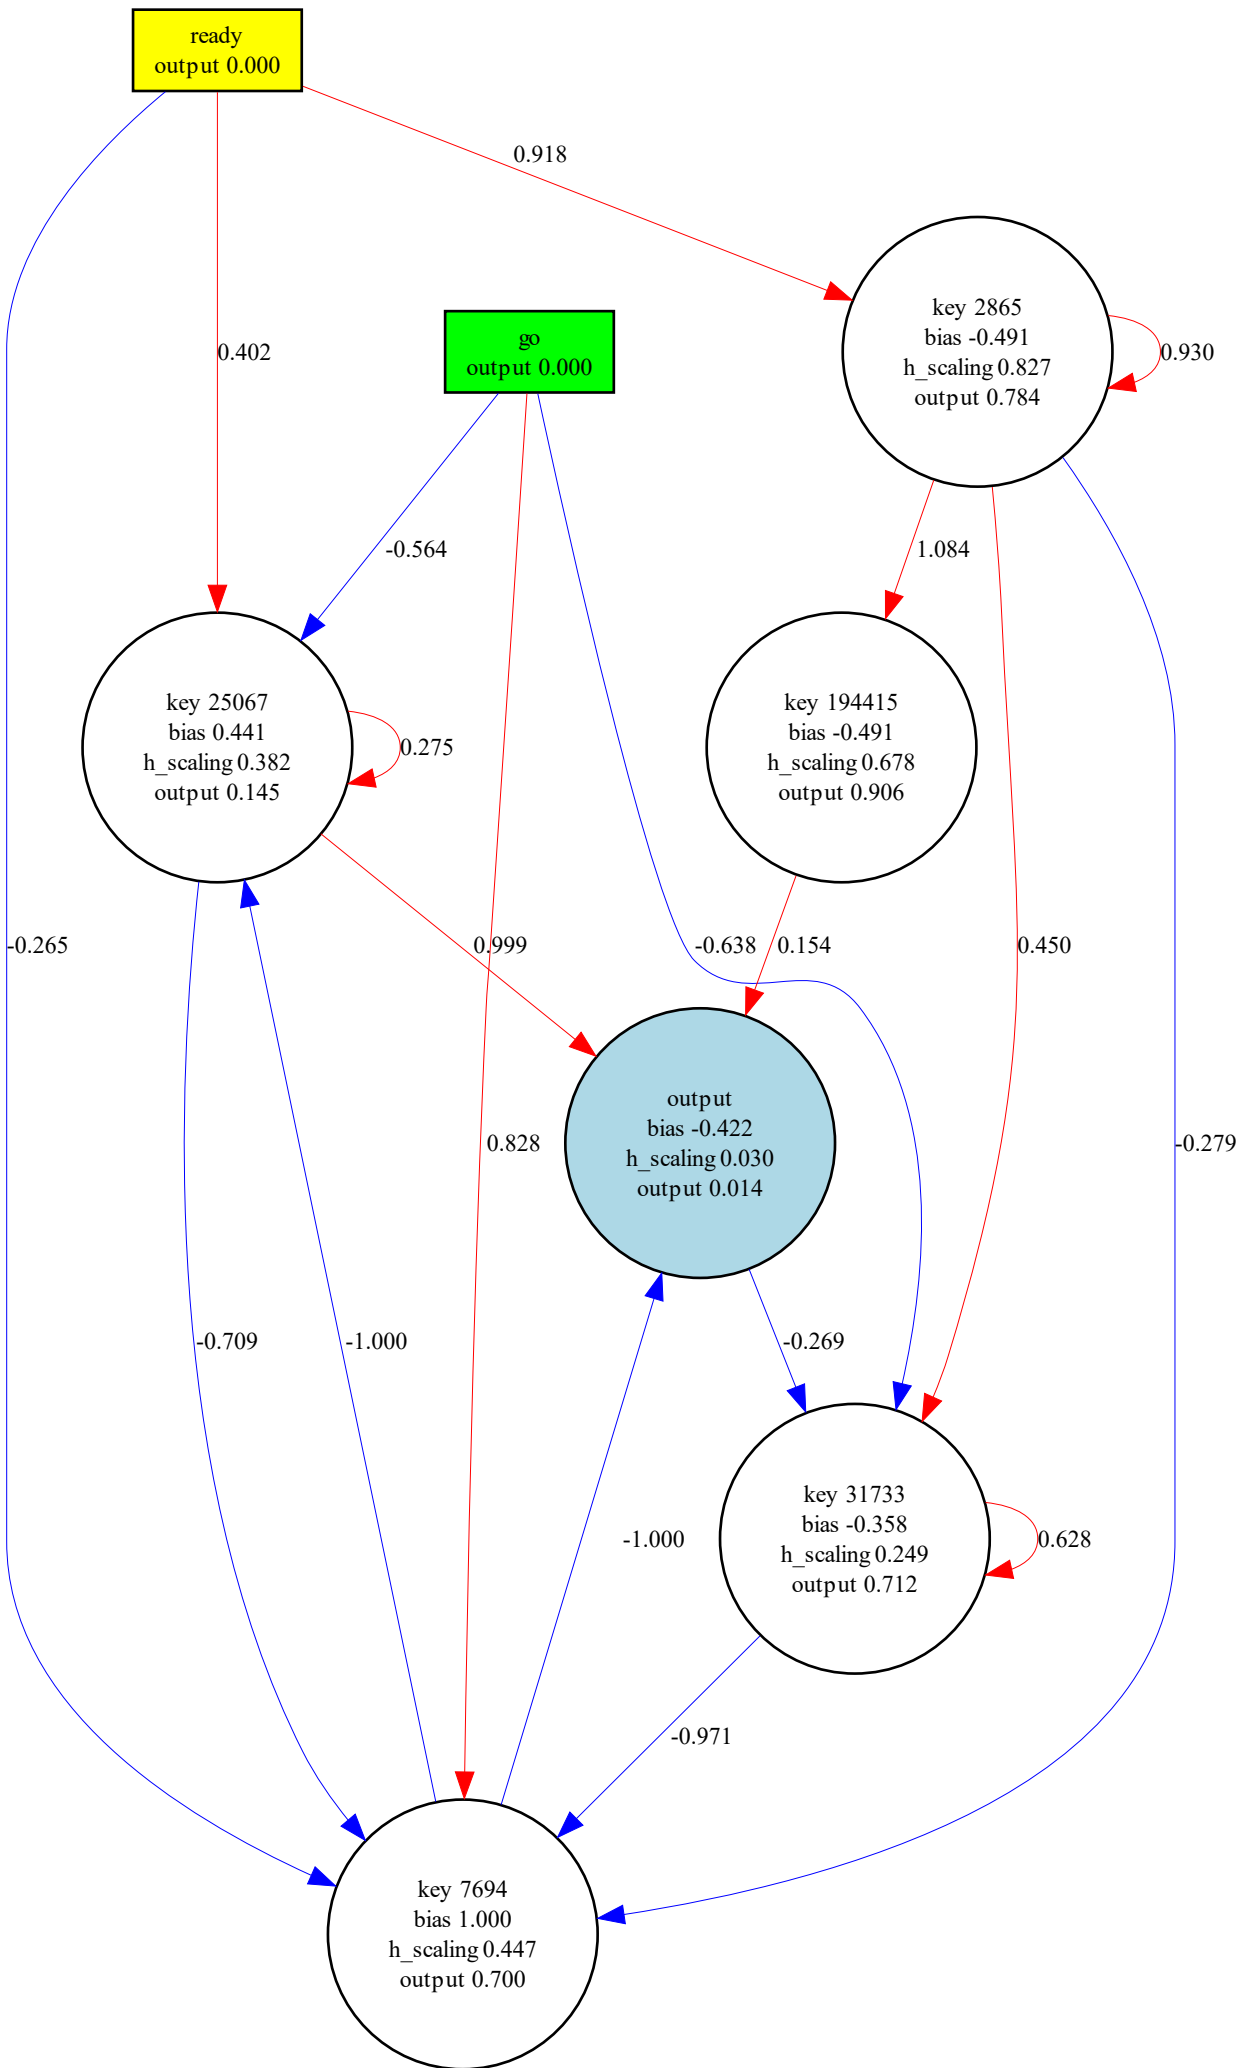 ready
output 0.000
0.918
key 2865
bias -0.491
h_scaling 0.827
output 0.784
0.930
go
output 0.000
0.402
-0.564
1.084
key 25067
bias 0.441
h_scaling 0.382
output 0.145
0.275
key 194415
bias -0.491
h_scaling 0.678
output 0.906
-0.265
0.999
-0.638
0.154
0.450
output
bias -0.422
h_scaling 0.030
output 0.014
0.828
-0.279
-0.709
-1.000
-0.269
key 31733
bias -0.358
h_scaling 0.249
output 0.712
-1.000
0.628
-0.971
key 7694
bias 1.000
h_scaling 0.447
output 0.700